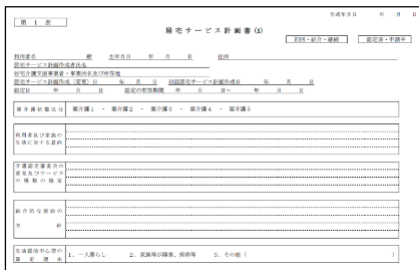 作成年月日　年　月　日
第１表
居宅サービス計画書(1)
初回・紹介・継続　認定済・申請中
利用者名　殿　生年月日　年　月　日　住所
居宅サービス計画作成者氏名
居宅介護支援事業者・事業所名及び所在地
居宅サービス計画作成（変更）日　年　月　日　初回居宅サービス計画作成日　年　月　日
認定日　年　月　日　認定の有効期間　年　月　日～　年　月　日
要介護状態区分　要介護１・要介護２・要介護３・要介護４・要介護５
利用者及び家族の
生活に対する意向
介護認定審査会の
意見及びサービス
の種類の指定
総合的な援助の
方針
生活援助中心型の
算定理由
１．一人暮らし　２．家族等が障害、疾病等　３．その他（　）